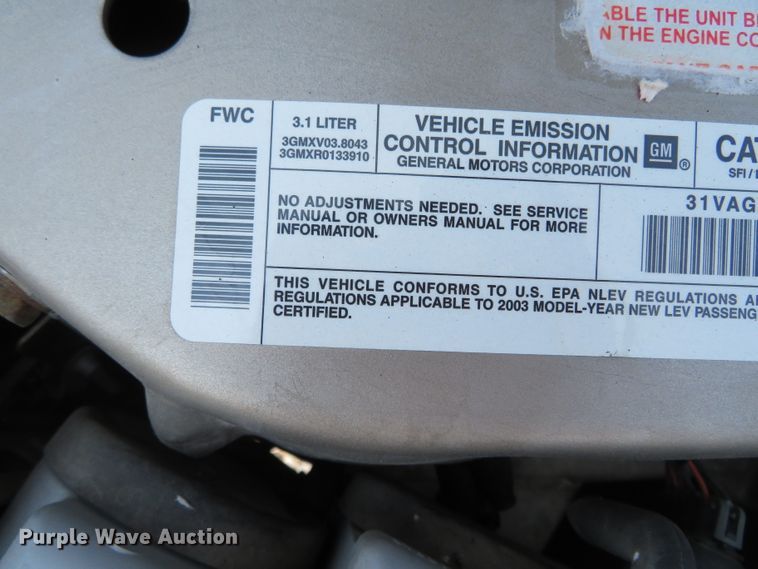 ABLE THE UNIT
N THE ENGINE
FWC
3.1 LITER
3GMXV03.8043
3GMXR0133910
VEHICLE EMISSION
CONTROL INFORMATION
GENERAL MOTORS CORPORATION
GM
®
CAT
SFI /
NO ADJUSTMENTS NEEDED. SEE SERVICE
MANUAL OR OWNERS MANUAL FOR MORE
INFORMATION.
31VAG
THIS VEHICLE CONFORMS TO U.S. EPA NLEV REGULATIONS
REGULATIONS APPLICABLE TO 2003 MODEL-YEAR NEW LEV PASSENG
CERTIFIED.
Purple Wave Auction